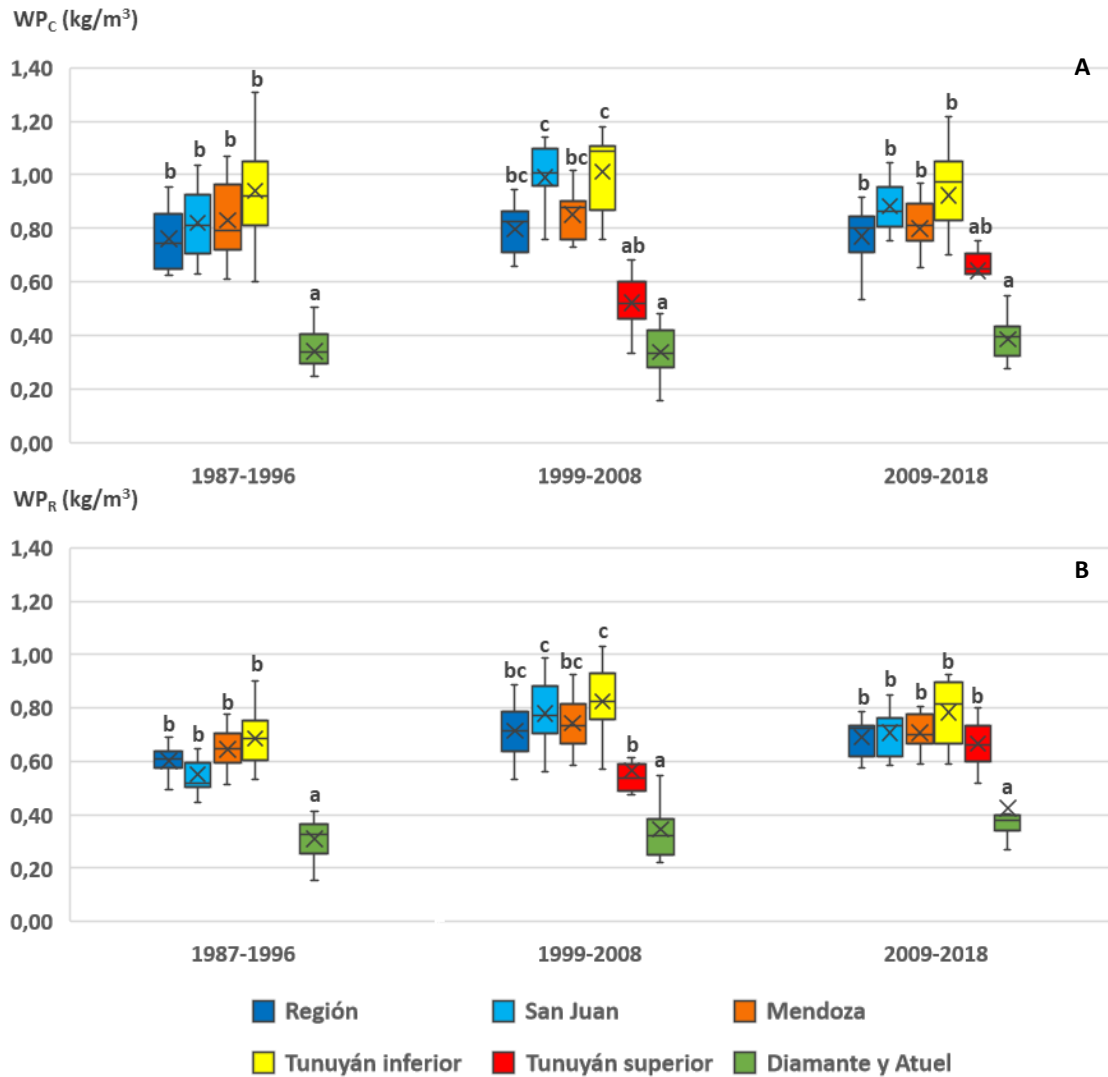 WPC (kg/m3)
A
1,40
1,20
1,00
0,80
0,60
0,40
0,20
0,00
b b b b a
bc c bc c ab a
b b b b ab a
1987-1996 1999-2008 2009-2018
WPR (kg/m3)
B
1,40
1,20
1,00
0,80
0,60
0,40
0,20
0,00
b b b b a
bc c bc c b a
b b b b b a
1987-1996 1999-2008 2009-2018
Región San Juan Mendoza
Tunuyán inferior Tunuyán superior Diamante y Atuel